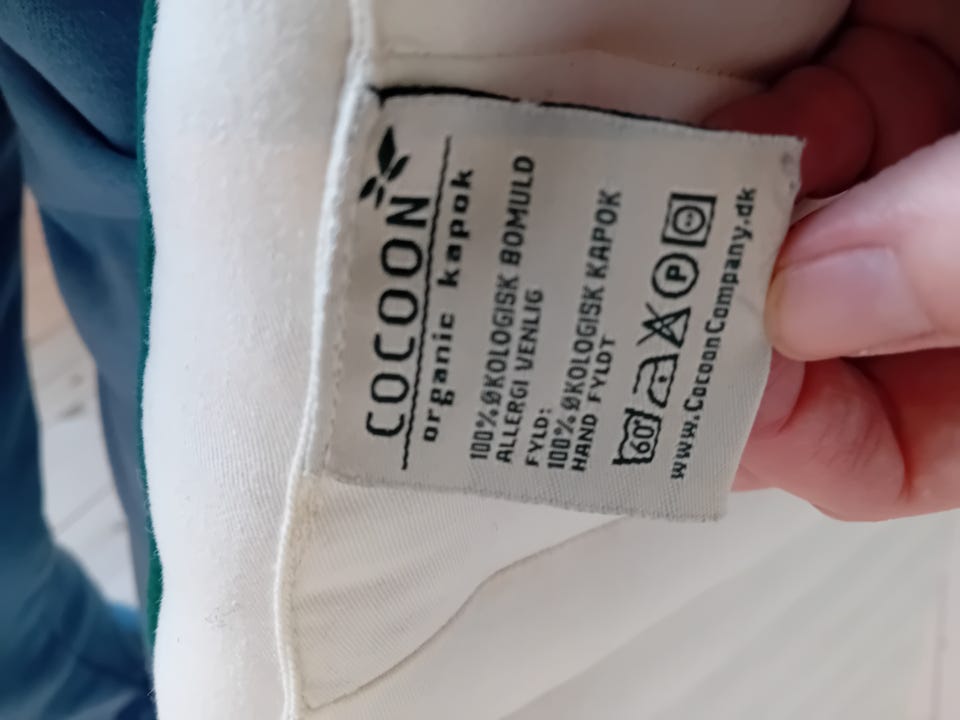 COCOON
organic kapok
100% ØKOLOGISK BOMULD
ALLERGI VENLIG
FYLD:
100% ØKOLOGISK KAPOK
HAND FYLDT
60° P
www.CocoonCompany.dk